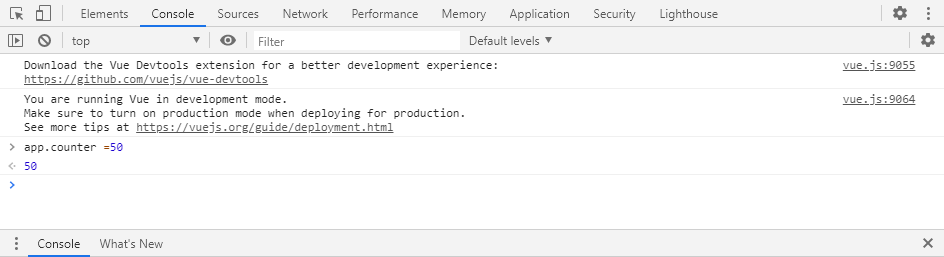 Elements Console Sources Network Performance Memory Application Security Lighthouse
top Filter Default levels
Download the Vue Devtools extension for a better development experience: vue.js:9055
https://github.com/vuejs/vue-devtools
You are running Vue in development mode. vue.js:9064
Make sure to turn on production mode when deploying for production.
See more tips at https://vuejs.org/guide/deployment.html
app.counter =50
50
Console What's New